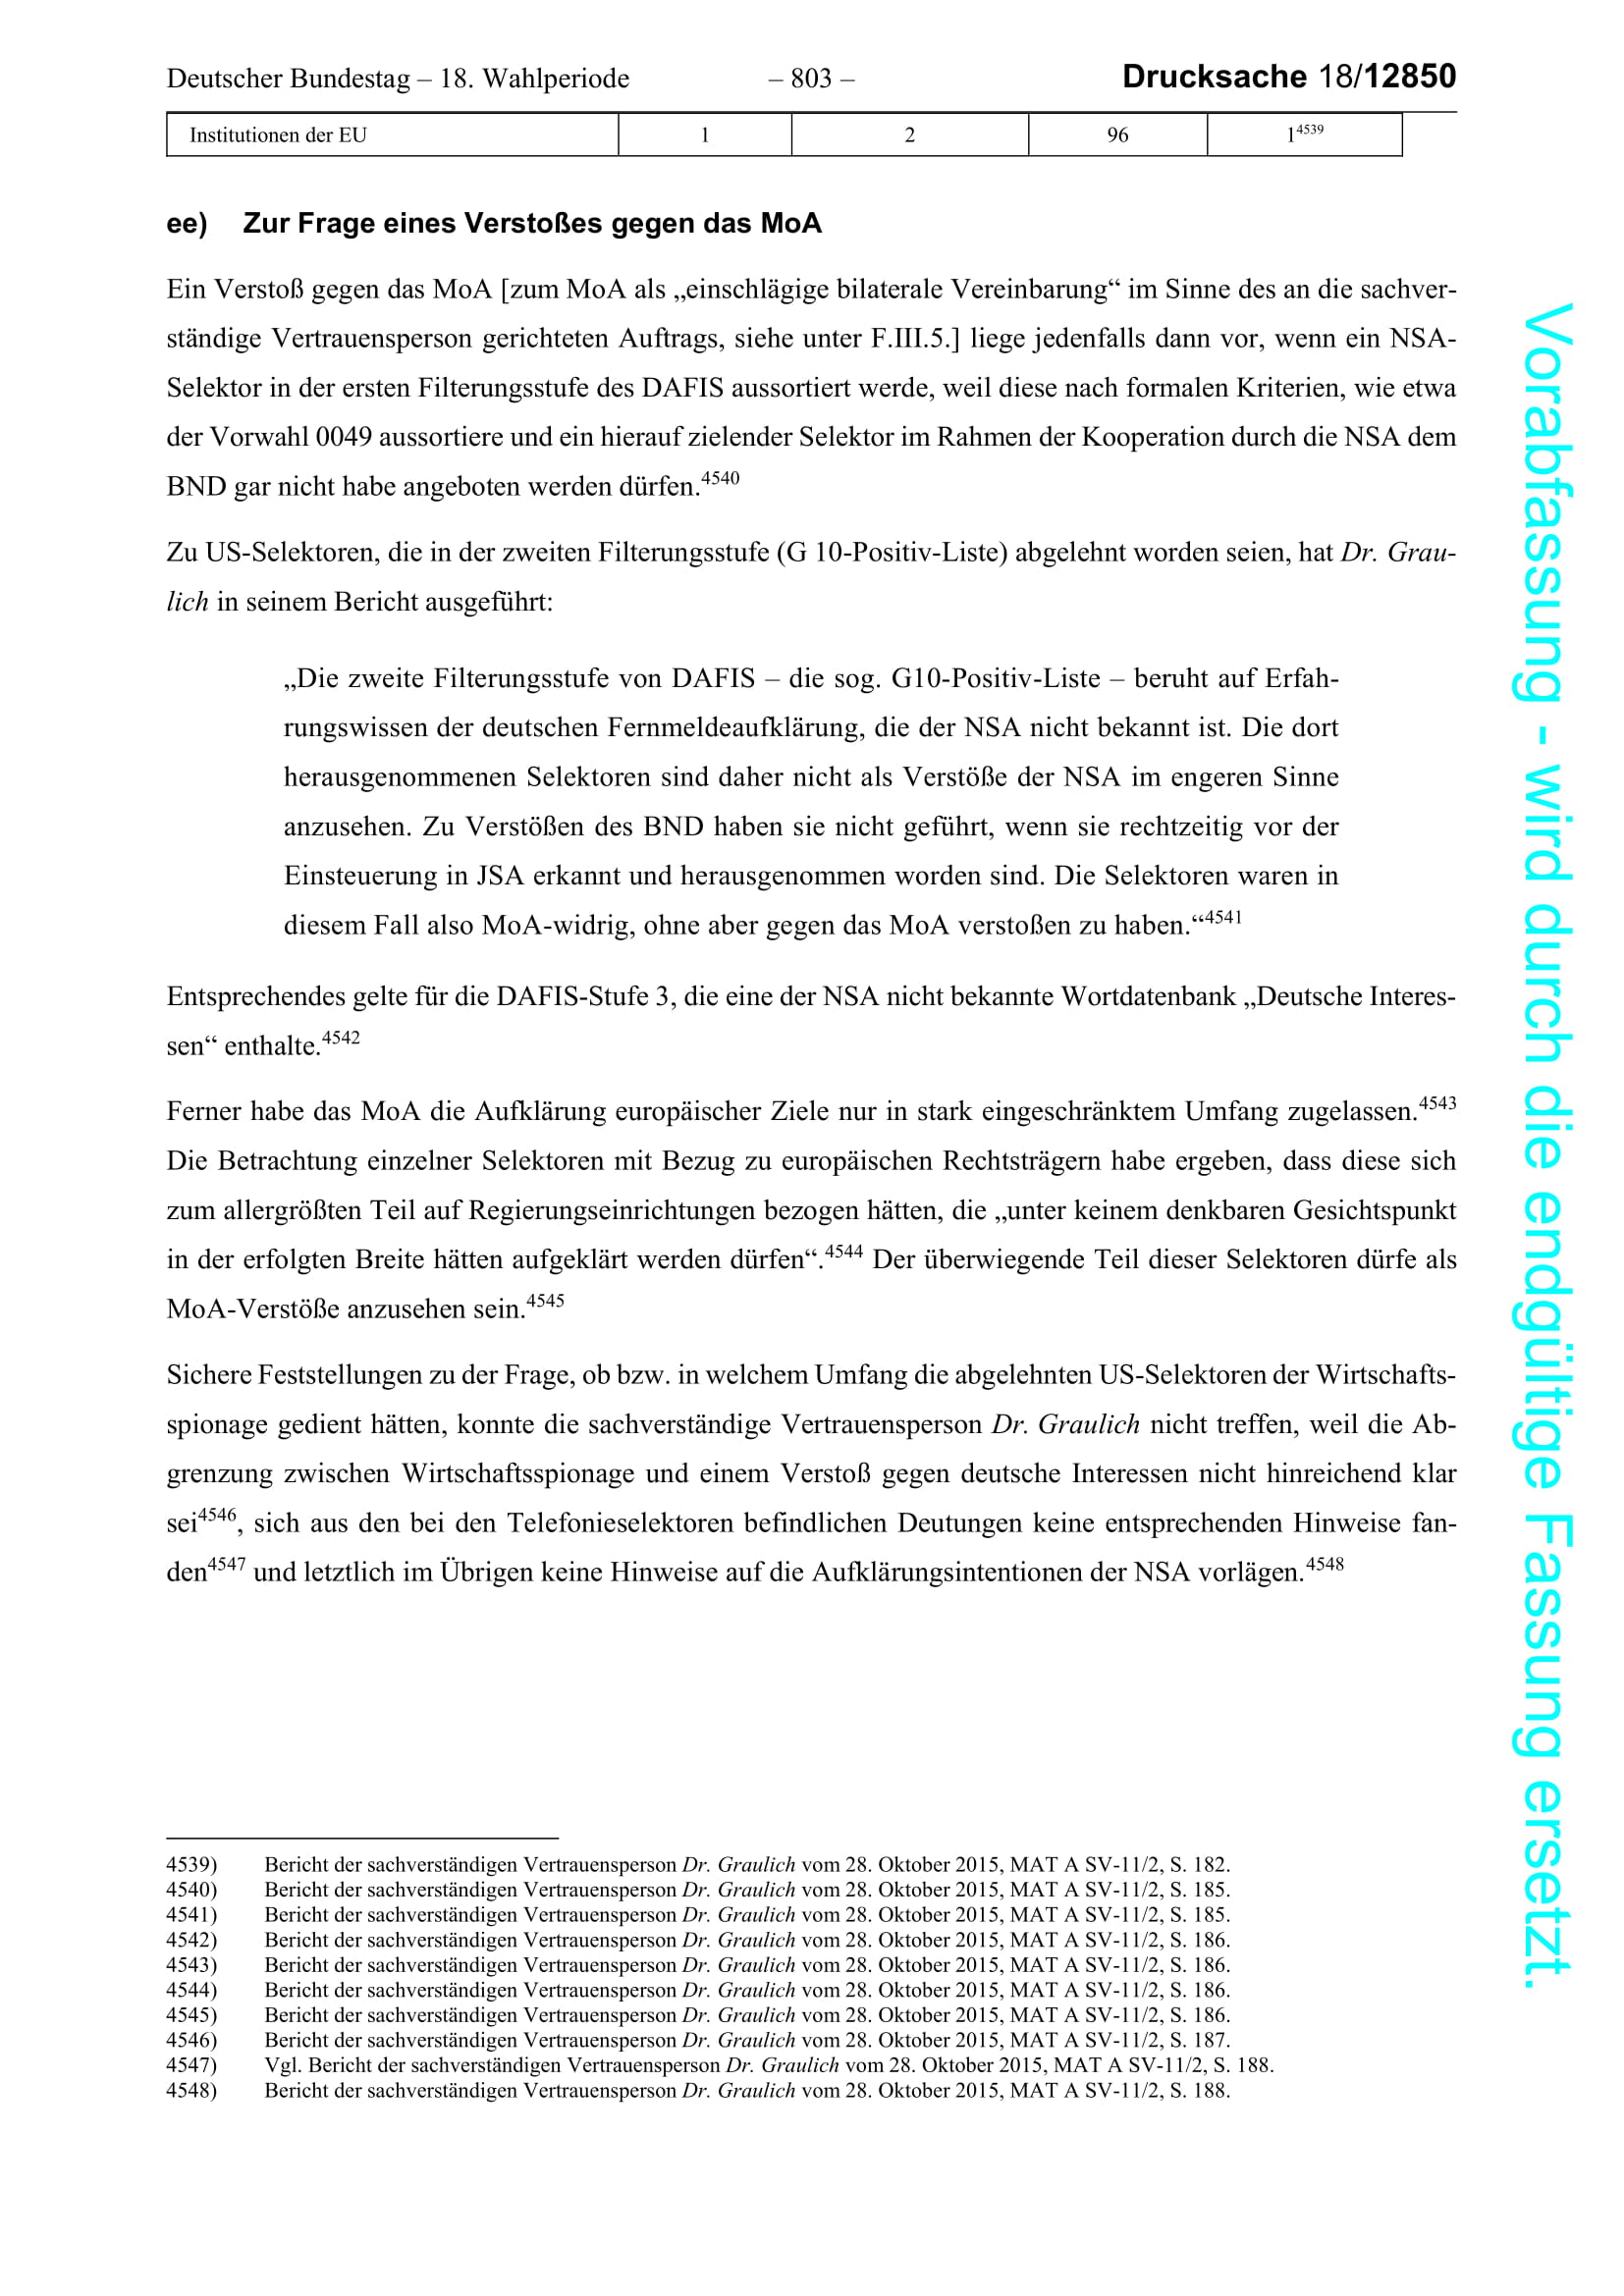 Deutscher Bundestag – 18. Wahlperiode – 803 – Drucksache 18/12850
Institutionen der EU 1 2 96 1 4539
ee) Zur Frage eines Verstoßes gegen das MoA
Ein Verstoß gegen das MoA [zum MoA als „einschlägige bilaterale Vereinbarung“ im Sinne des an die sachver-
ständige Vertrauensperson gerichteten Auftrags, siehe unter F.III.5.] liege jedenfalls dann vor, wenn ein NSA-
Selektor in der ersten Filterungsstufe des DAFIS aussortiert werde, weil diese nach formalen Kriterien, wie etwa
der Vorwahl 0049 aussortiere und ein hierauf zielender Selektor im Rahmen der Kooperation durch die NSA dem
BND gar nicht habe angeboten werden dürfen.4540
Zu US-Selektoren, die in der zweiten Filterungsstufe (G 10-Positiv-Liste) abgelehnt worden seien, hat Dr. Grau-
lich in seinem Bericht ausgeführt:
„Die zweite Filterungsstufe von DAFIS – die sog. G10-Positiv-Liste – beruht auf Erfah-
rungswissen der deutschen Fernmeldeaufklärung, die der NSA nicht bekannt ist. Die dort
herausgenommenen Selektoren sind daher nicht als Verstöße der NSA im engeren Sinne
anzusehen. Zu Verstößen des BND haben sie nicht geführt, wenn sie rechtzeitig vor der
Einsteuerung in JSA erkannt und herausgenommen worden sind. Die Selektoren waren in
diesem Fall also MoA-widrig, ohne aber gegen das MoA verstoßen zu haben.“4541
Entsprechendes gelte für die DAFIS-Stufe 3, die eine der NSA nicht bekannte Wortdatenbank „Deutsche Interes-
sen“ enthalte.4542
Ferner habe das MoA die Aufklärung europäischer Ziele nur in stark eingeschränktem Umfang zugelassen.4543
Die Betrachtung einzelner Selektoren mit Bezug zu europäischen Rechtsträgern habe ergeben, dass diese sich
zum allergrößten Teil auf Regierungseinrichtungen bezogen hätten, die „unter keinem denkbaren Gesichtspunkt
in der erfolgten Breite hätten aufgeklärt werden dürfen“.4544 Der überwiegende Teil dieser Selektoren dürfe als
MoA-Verstöße anzusehen sein.4545
Sichere Feststellungen zu der Frage, ob bzw. in welchem Umfang die abgelehnten US-Selektoren der Wirtschafts-
spionage gedient hätten, konnte die sachverständige Vertrauensperson Dr. Graulich nicht treffen, weil die Ab-
grenzung zwischen Wirtschaftsspionage und einem Verstoß gegen deutsche Interessen nicht hinreichend klar
sei4546, sich aus den bei den Telefonieselektoren befindlichen Deutungen keine entsprechenden Hinweise fan-
den4547 und letztlich im Übrigen keine Hinweise auf die Aufklärungsintentionen der NSA vorlägen.4548
4539) Bericht der sachverständigen Vertrauensperson Dr. Graulich vom 28. Oktober 2015, MAT A SV-11/2, S. 182.
4540) Bericht der sachverständigen Vertrauensperson Dr. Graulich vom 28. Oktober 2015, MAT A SV-11/2, S. 185.
4541) Bericht der sachverständigen Vertrauensperson Dr. Graulich vom 28. Oktober 2015, MAT A SV-11/2, S. 185.
4542) Bericht der sachverständigen Vertrauensperson Dr. Graulich vom 28. Oktober 2015, MAT A SV-11/2, S. 186.
4543) Bericht der sachverständigen Vertrauensperson Dr. Graulich vom 28. Oktober 2015, MAT A SV-11/2, S. 186.
4544) Bericht der sachverständigen Vertrauensperson Dr. Graulich vom 28. Oktober 2015, MAT A SV-11/2, S. 186.
4545) Bericht der sachverständigen Vertrauensperson Dr. Graulich vom 28. Oktober 2015, MAT A SV-11/2, S. 186.
4546) Bericht der sachverständigen Vertrauensperson Dr. Graulich vom 28. Oktober 2015, MAT A SV-11/2, S. 187.
4547) Vgl. Bericht der sachverständigen Vertrauensperson Dr. Graulich vom 28. Oktober 2015, MAT A SV-11/2, S. 188.
4548) Bericht der sachverständigen Vertrauensperson Dr. Graulich vom 28. Oktober 2015, MAT A SV-11/2, S. 188.
Vorabfassung - wird durch die endgültige Fassung ersetzt.